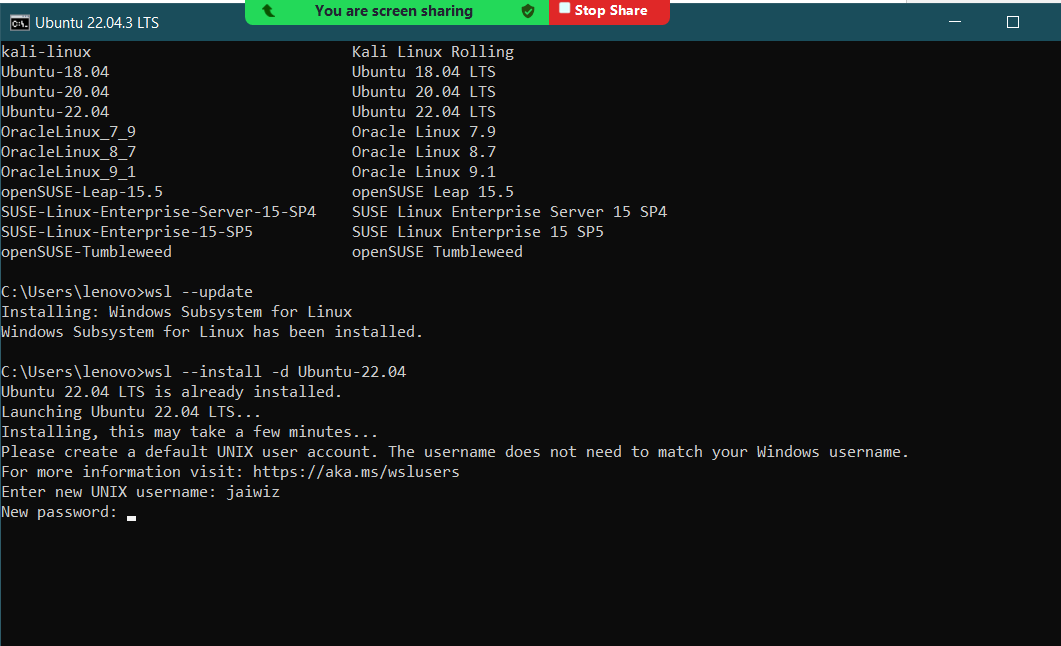 You are screen sharing
Stop Share
Ubuntu 22.04.3 LTS
kali-linux Kali Linux Rolling
Ubuntu-18.04 Ubuntu 18.04 LTS
Ubuntu-20.04 Ubuntu 20.04 LTS
Ubuntu-22.04 Ubuntu 22.04 LTS
OracleLinux_7_9 Oracle Linux 7.9
OracleLinux_8_7 Oracle Linux 8.7
OracleLinux_9_1 Oracle Linux 9.1
openSUSE-Leap-15.5 openSUSE Leap 15.5
SUSE-Linux-Enterprise-Server-15-SP4 SUSE Linux Enterprise Server 15 SP4
SUSE-Linux-Enterprise-15-SP5 SUSE Linux Enterprise 15 SP5
openSUSE-Tumbleweed openSUSE Tumbleweed
C:\Users\lenovo>wsl --update
Installing: Windows Subsystem for Linux
Windows Subsystem for Linux has been installed.
C:\Users\lenovo>wsl --install -d Ubuntu-22.04
Ubuntu 22.04 LTS is already installed.
Launching Ubuntu 22.04 LTS...
Installing, this may take a few minutes...
Please create a default UNIX user account. The username does not need to match your Windows username.
For more information visit: https://aka.ms/wslusers
Enter new UNIX username: jaiwiz
New password: